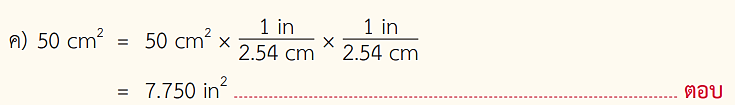 ค) 50 cm² = 50 cm² × 1 in / 2.54 cm × 1 in / 2.54 cm
= 7.750 in² ตอบ